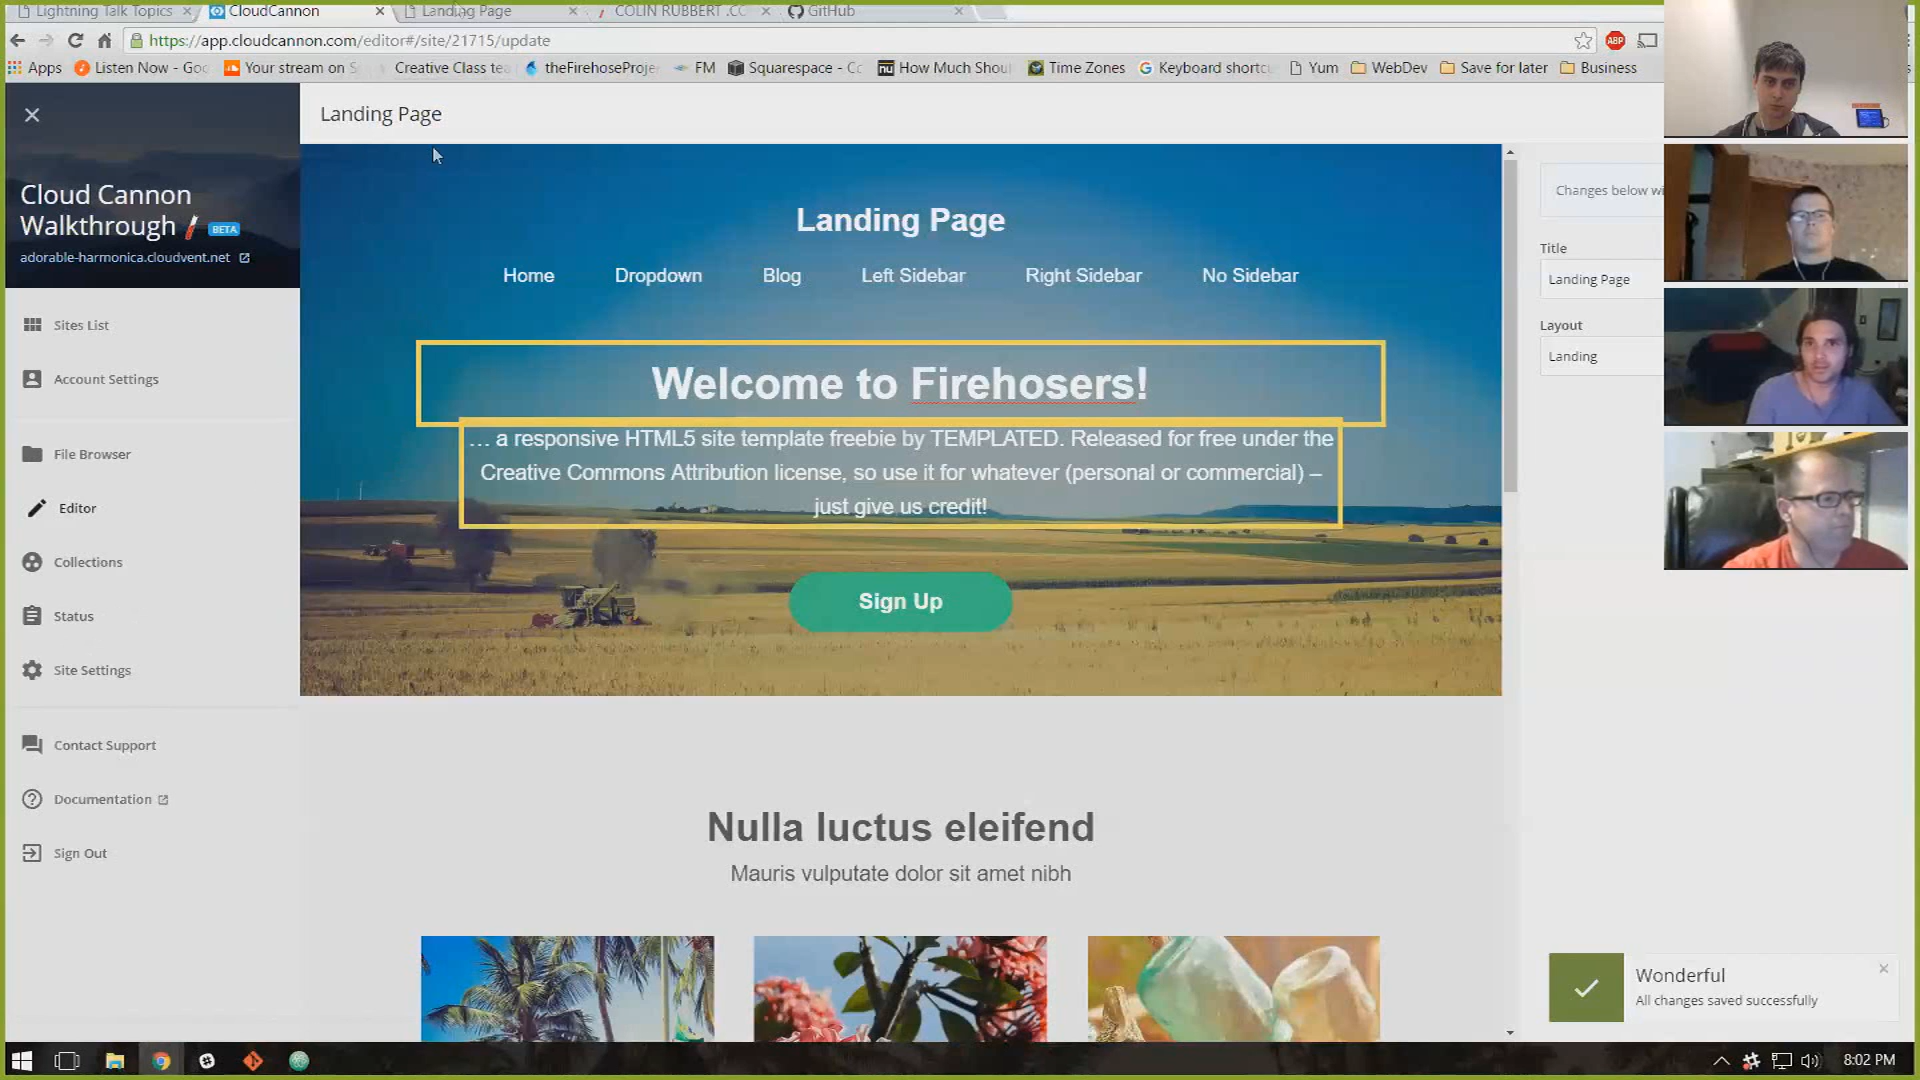 Lightning Talk Topics
CloudCannon
Landing Page
COLIN RUBBERT .CC
GitHub
https://app.cloudcannon.com/editor#/site/21715/update
ABP
Apps
Listen Now - Goo
Your stream on S
Creative Class tea
theFirehoseProje
FM
Squarespace - Co
nu
How Much Shou
Time Zones
Keyboard shortcu
Yum
WebDev
Save for later
Business
Landing Page
Cloud Cannon
Walkthrough BETA
adorable-harmonica.cloudvent.net
Sites List
Account Settings
File Browser
Editor
Collections
Status
Site Settings
Contact Support
Documentation
Sign Out
Landing Page
Home Dropdown Blog Left Sidebar Right Sidebar No Sidebar
Welcome to Firehosers!
… a responsive HTML5 site template freebie by TEMPLATED. Released for free under the
Creative Commons Attribution license, so use it for whatever (personal or commercial) –
just give us credit!
Sign Up
Nulla luctus eleifend
Mauris vulputate dolor sit amet nibh
Changes below wi
Title
Landing Page
Layout
Landing
Wonderful
All changes saved successfully
8:02 PM